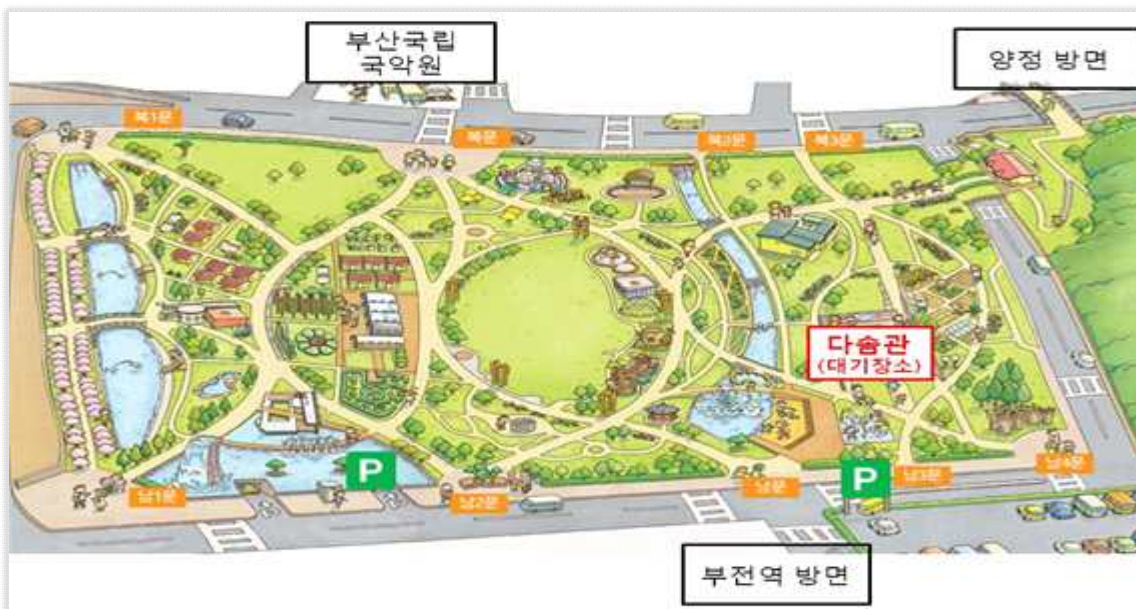 부산국립
국악원
양정 방면
북1문
북문
북2문
북3문
다솜관
(대기장소)
P
P
남1문
남2문
남문
남3문
남4문
부전역 방면